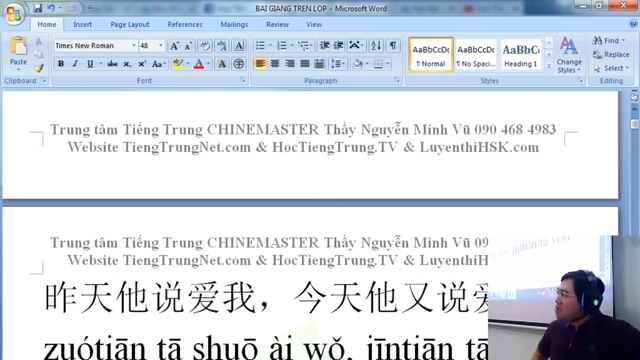 BAI GIANG TREN LOP - Microsoft Word
Home Insert Page Layout References Mailings Review View
Paste
Times New Roman 48
AaBbCcDc AaBbCcDc AaBbC
¶ Normal ¶ No Spaci... Heading 1
Change Styles
Find
Replace
Select
Clipboard Font Paragraph Styles Editing
Trung tâm Tiếng Trung CHINEMASTER Thầy Nguyễn Minh Vũ 090 468 4983
Website TiengTrungNet.com & HocTiengTrung.TV & LuyenthiHSK.com
Trung tâm Tiếng Trung CHINEMASTER Thầy Nguyễn Minh Vũ 090
Website TiengTrungNet.com & HocTiengTrung.TV & LuyenthiHSK
昨天他说爱我，今天他又说爱
zuótiān tā shuō ài wǒ, jīntiān tā